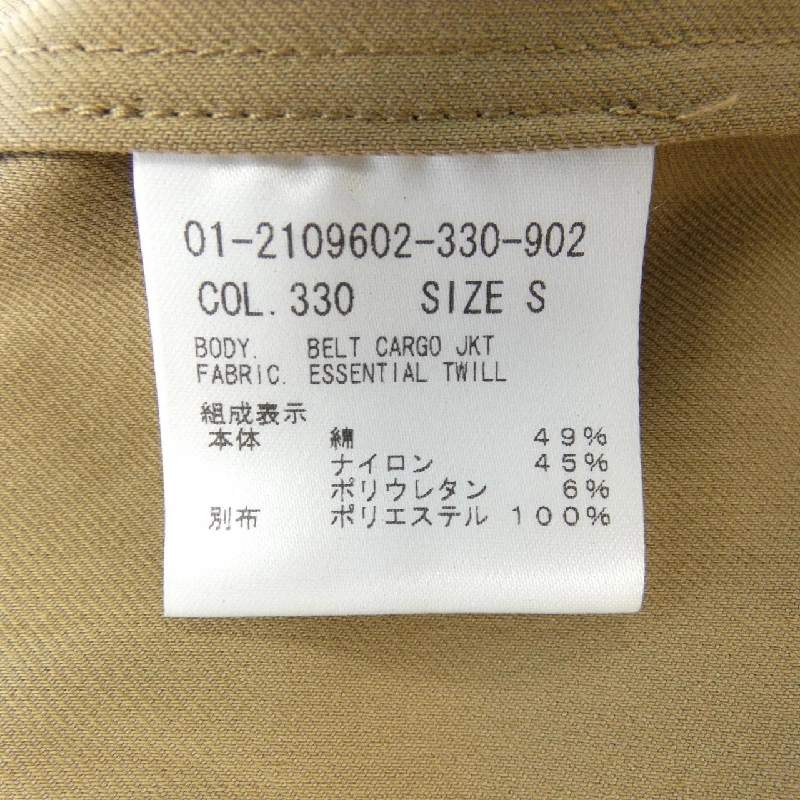 01-2109602-330-902
COL.330 SIZE S
BODY. BELT CARGO JKT
FABRIC. ESSENTIAL TWILL
組成表示
本体 綿 49%
ナイロン 45%
ポリウレタン 6%
別布 ポリエステル 100%